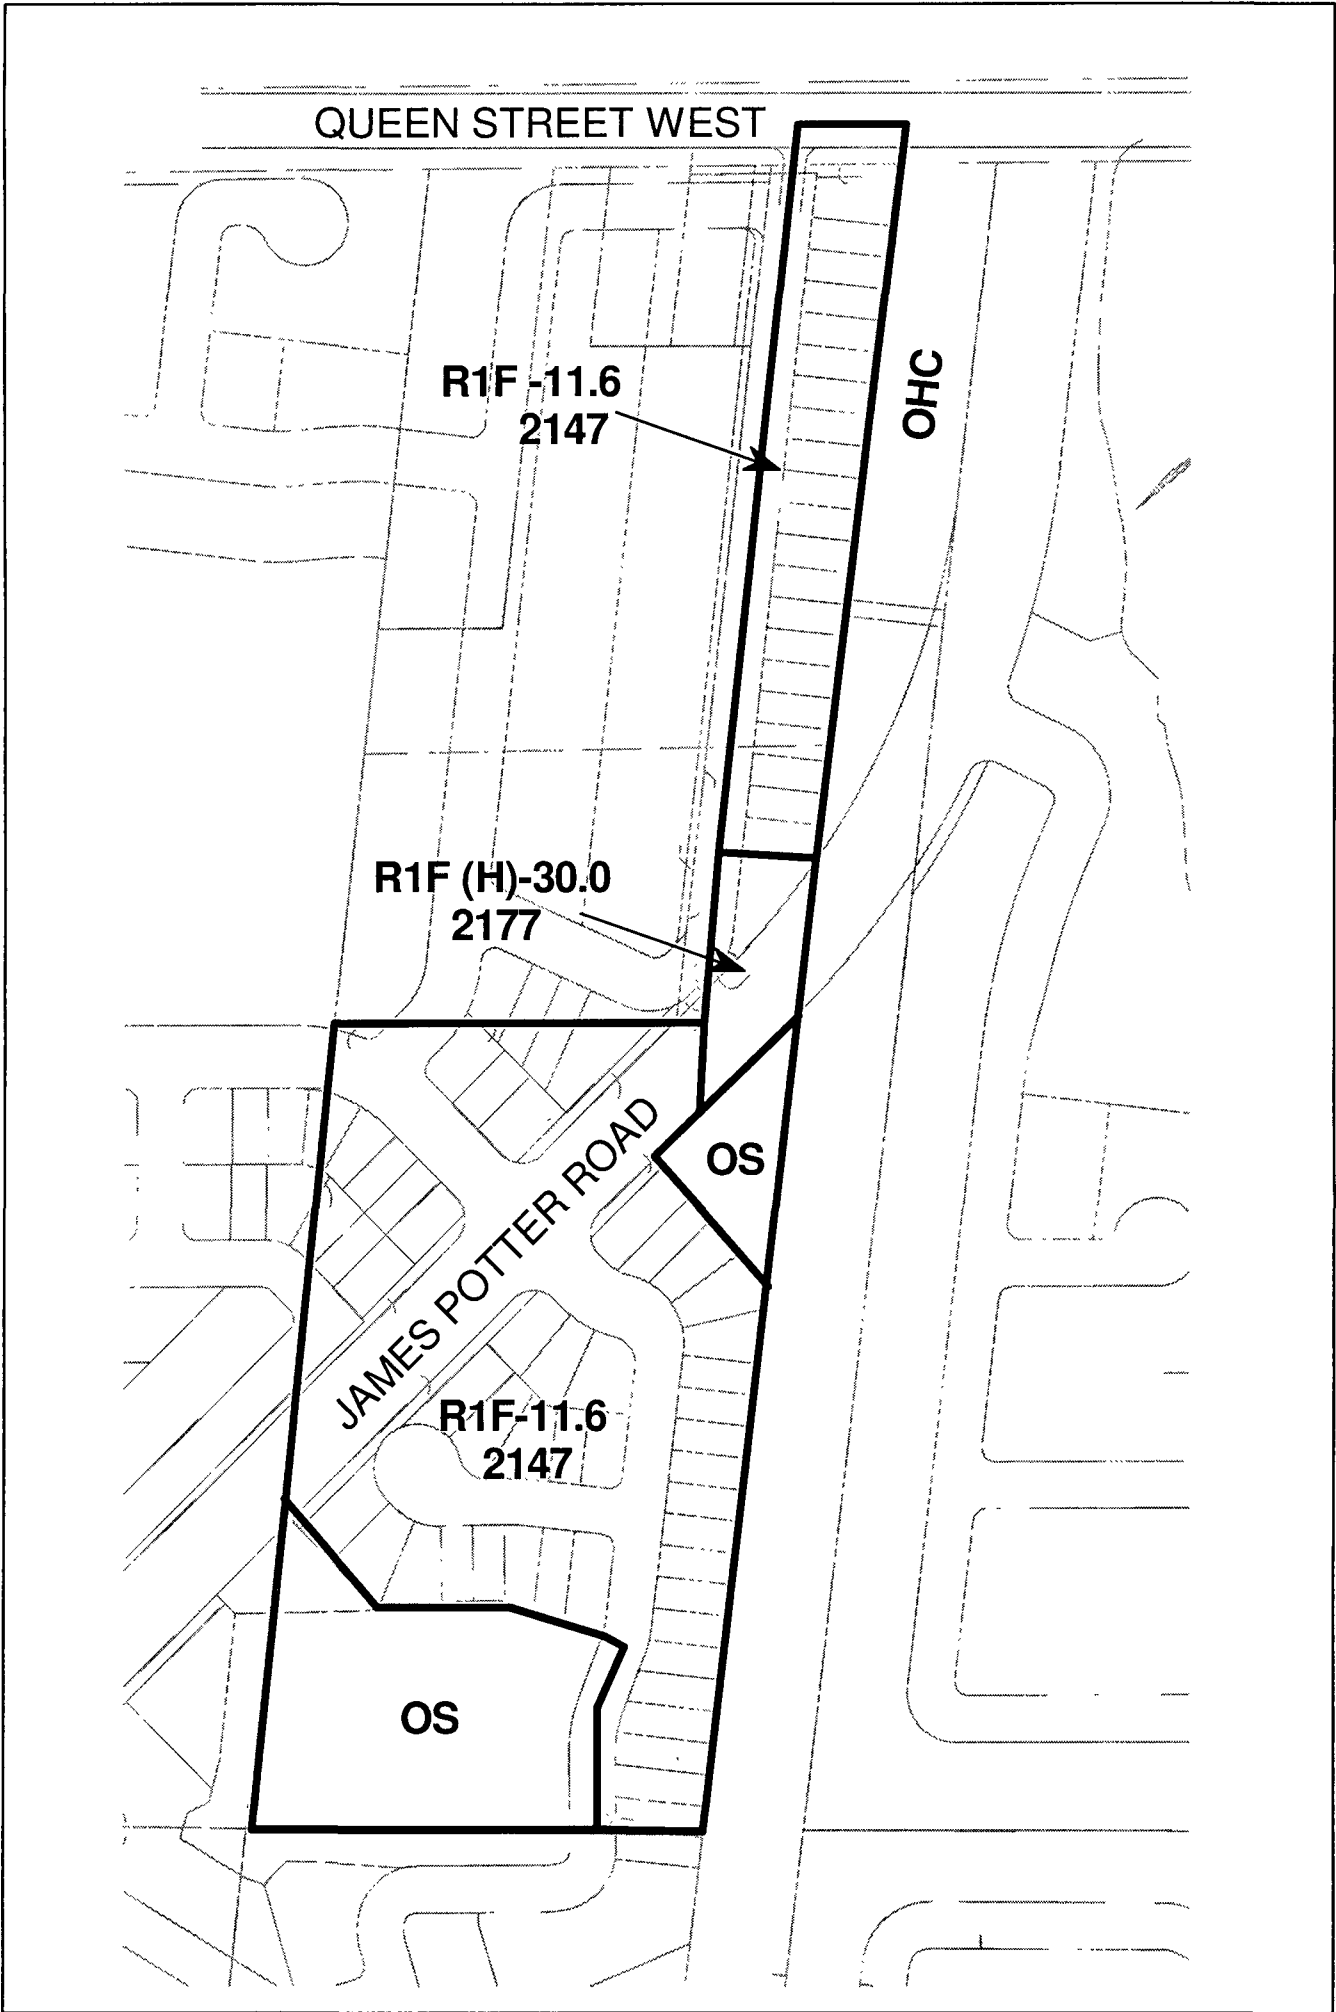 QUEEN STREET WEST
R1F -11.6
2147
OHC
R1F (H)-30.0
2177
JAMES POTTER ROAD
OS
R1F-11.6
2147
OS